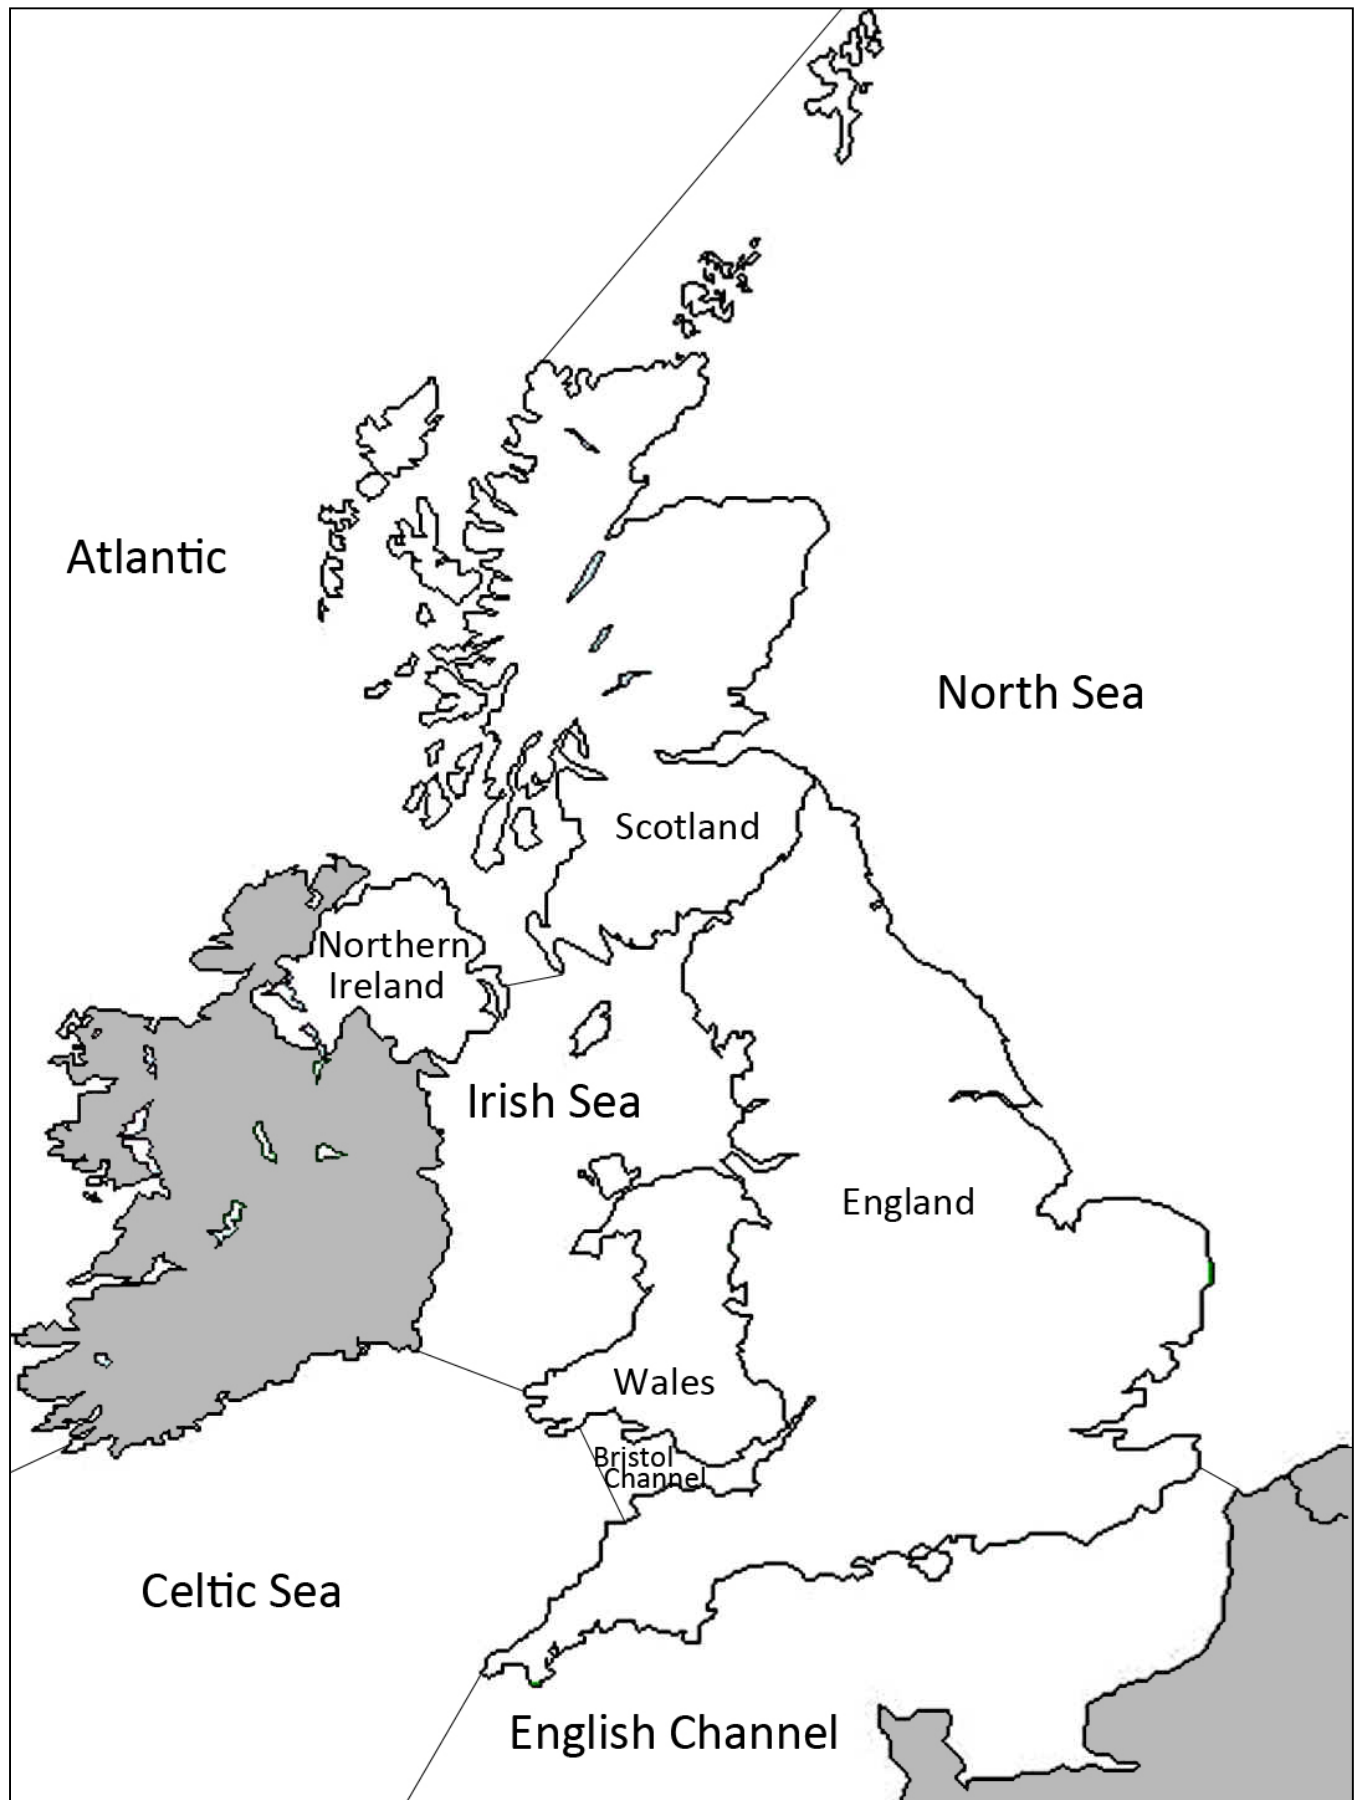 Atlantic
North Sea
Scotland
Northern
Ireland
Irish Sea
England
Wales
Bristol
Channel
Celtic Sea
English Channel